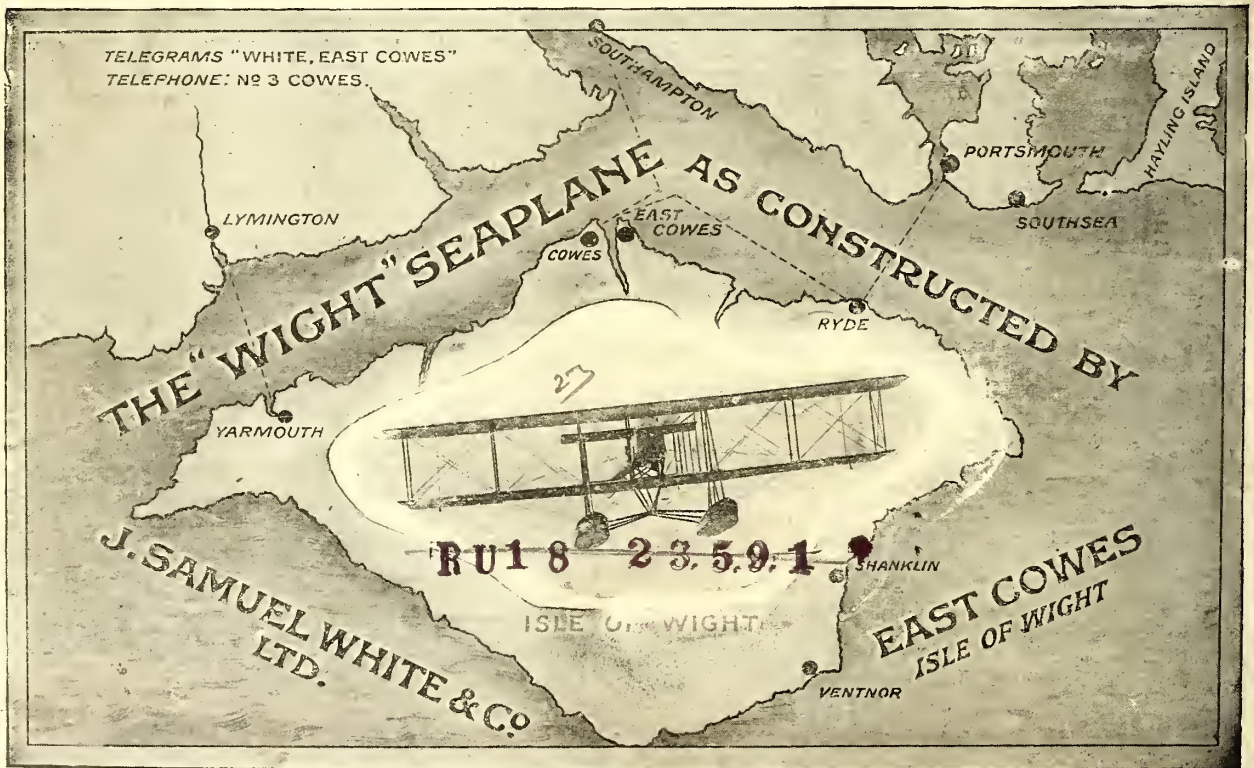 TELEGRAMS "WHITE, EAST COWES"
TELEPHONE: Nº 3 COWES.
SOUTHAMPTON
HAYLING ISLAND
PORTSMOUTH
SOUTHSEA
LYMINGTON
EAST
COWES
COWES
THE "WIGHT" SEAPLANE AS CONSTRUCTED BY
RYDE
YARMOUTH
27
RU18 23.5.9.1
SHANKLIN
ISLE OF WIGHT
VENTNOR
J. SAMUEL WHITE & Cº
LTD.
EAST COWES
ISLE OF WIGHT